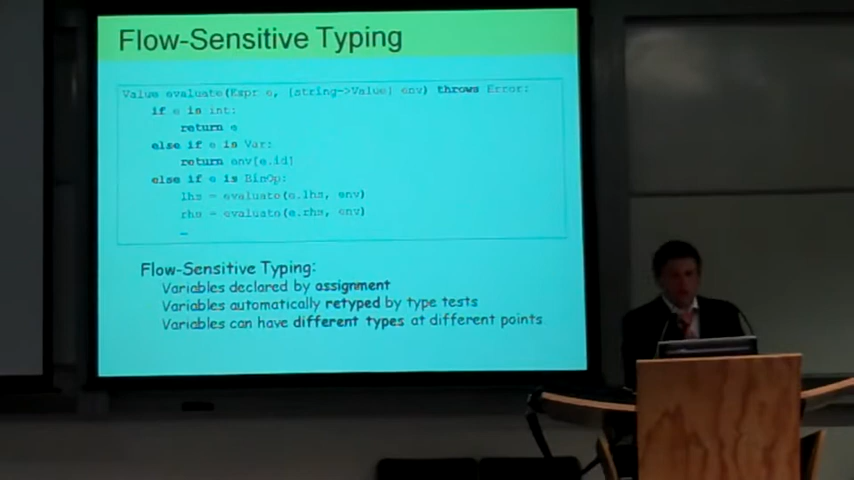 Flow-Sensitive Typing
Value evaluate(Expr e, [string->Value] env) throws Error:
if e is int:
return e
else if e is Var:
return env[e.id]
else if e is BinOp:
lhs = evaluate(e.lhs, env)
rhs = evaluate(e.rhs, env)
…
Flow-Sensitive Typing:
Variables declared by assignment
Variables automatically retyped by type tests
Variables can have different types at different points